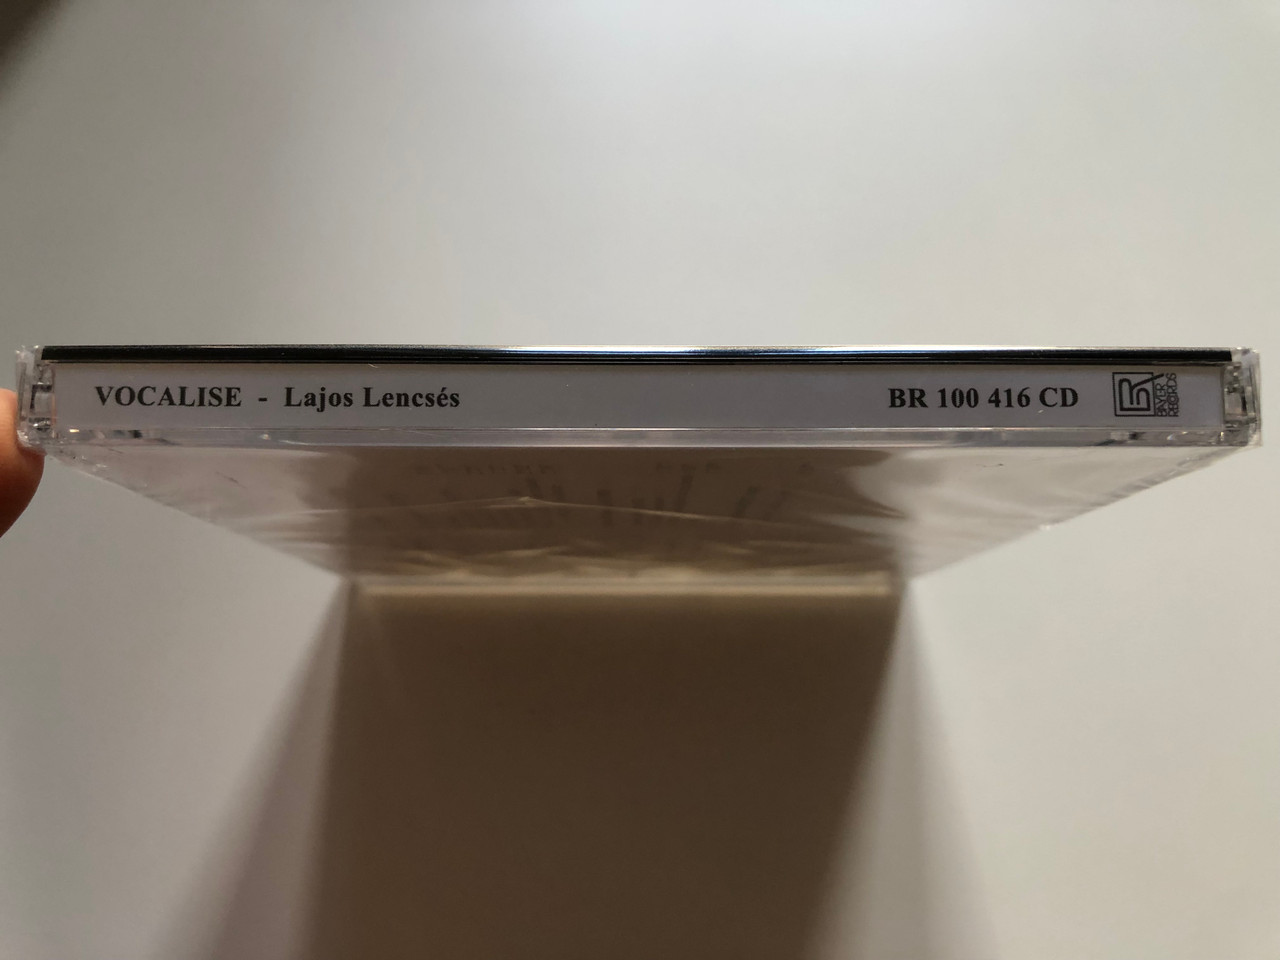 VOCALISE - Lajos Lencsés
BR 100 416 CD
BAYER RECORDS